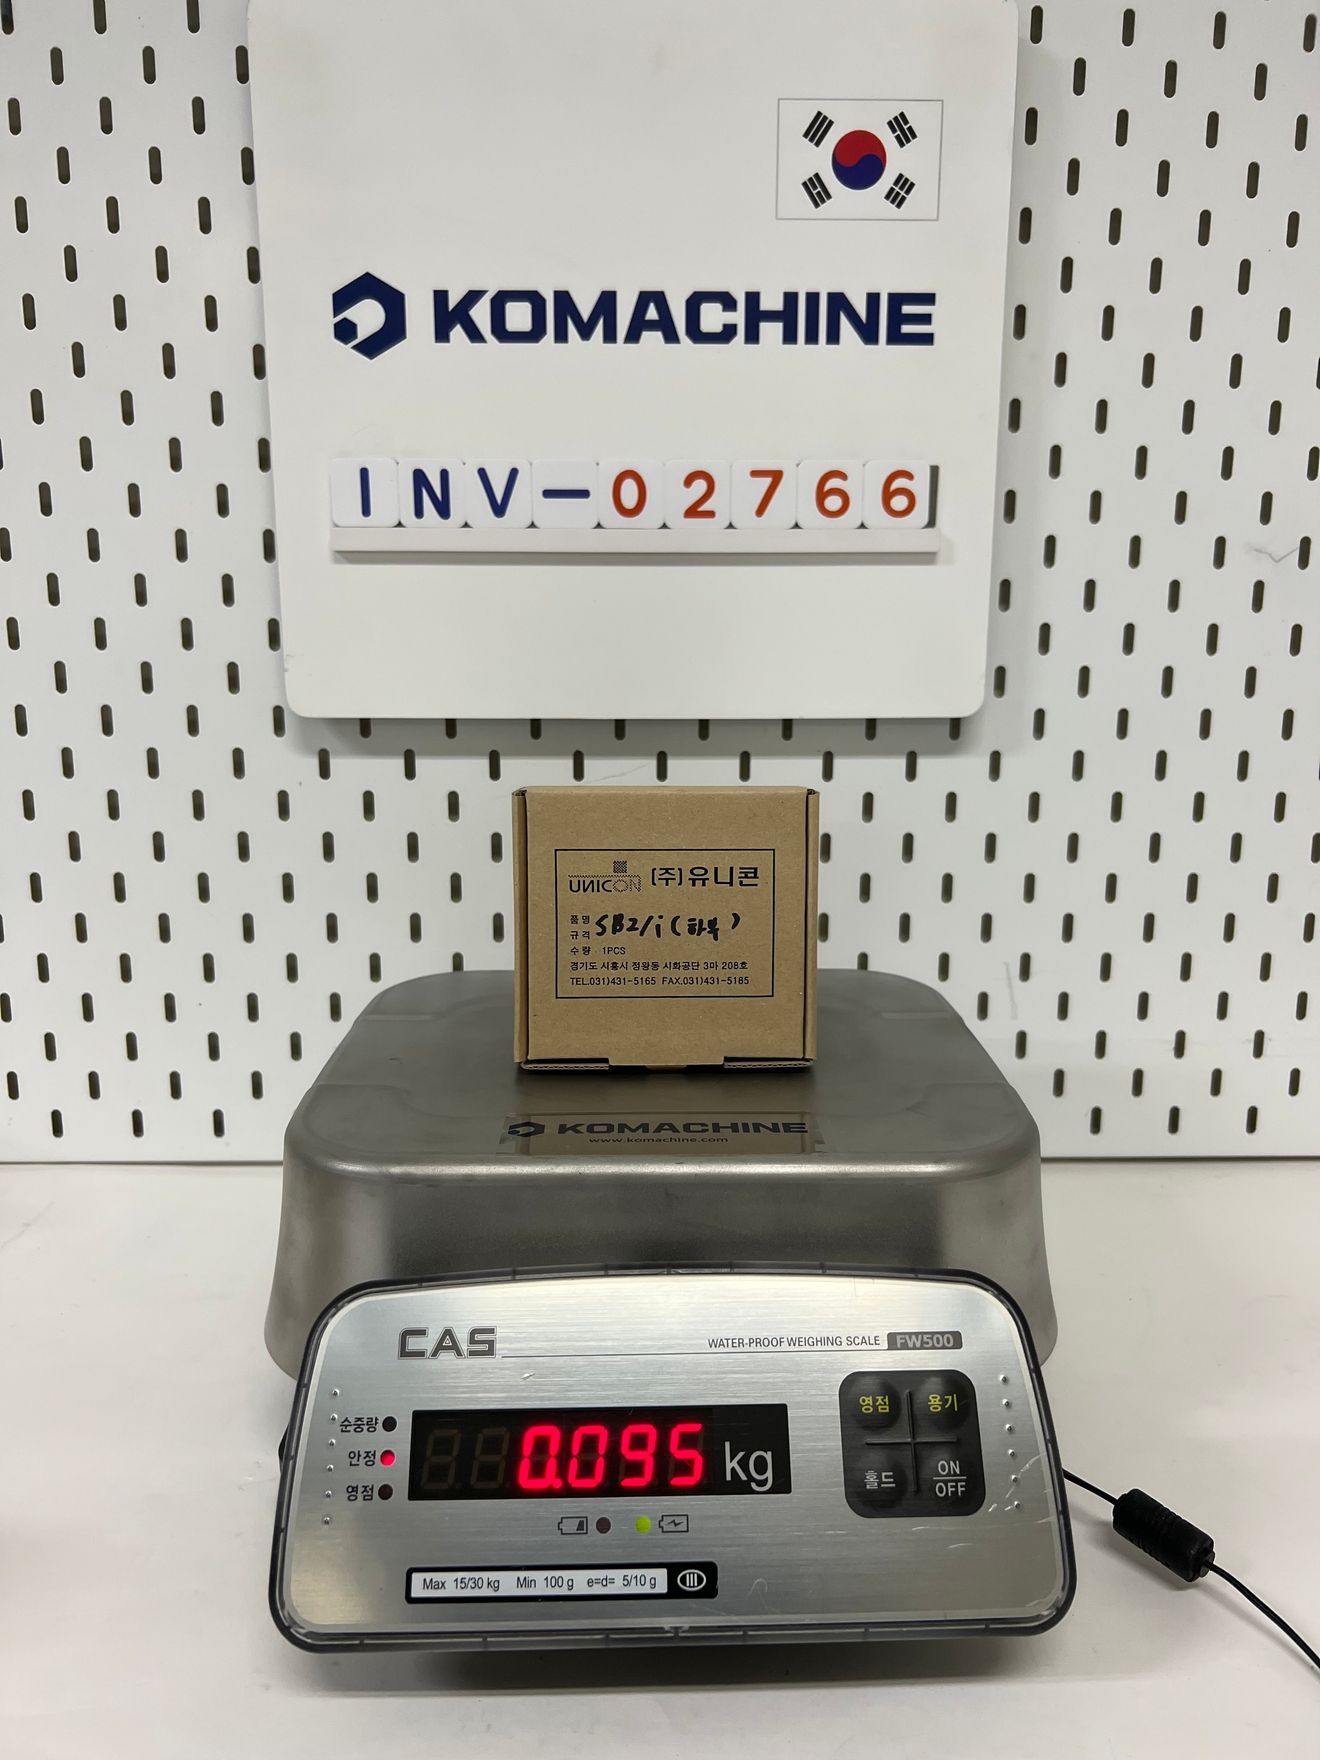 KOMACHINE
INV-02766
UNICON (주)유니콘
품명 SB2/i (하부)
규격
수량 · 1PCS
경기도 시흥시 정왕동 시화공단 3마 208호
TEL.031)431-5165 FAX.031)431-5185
KOMACHINE
www.komachine.com
CAS
WATER-PROOF WEIGHING SCALE FW500
순중량
안정
영점
0.095 kg
영점 용기
홀드 ON/OFF
Max 15/30 kg Min 100 g e=d= 5/10 g III